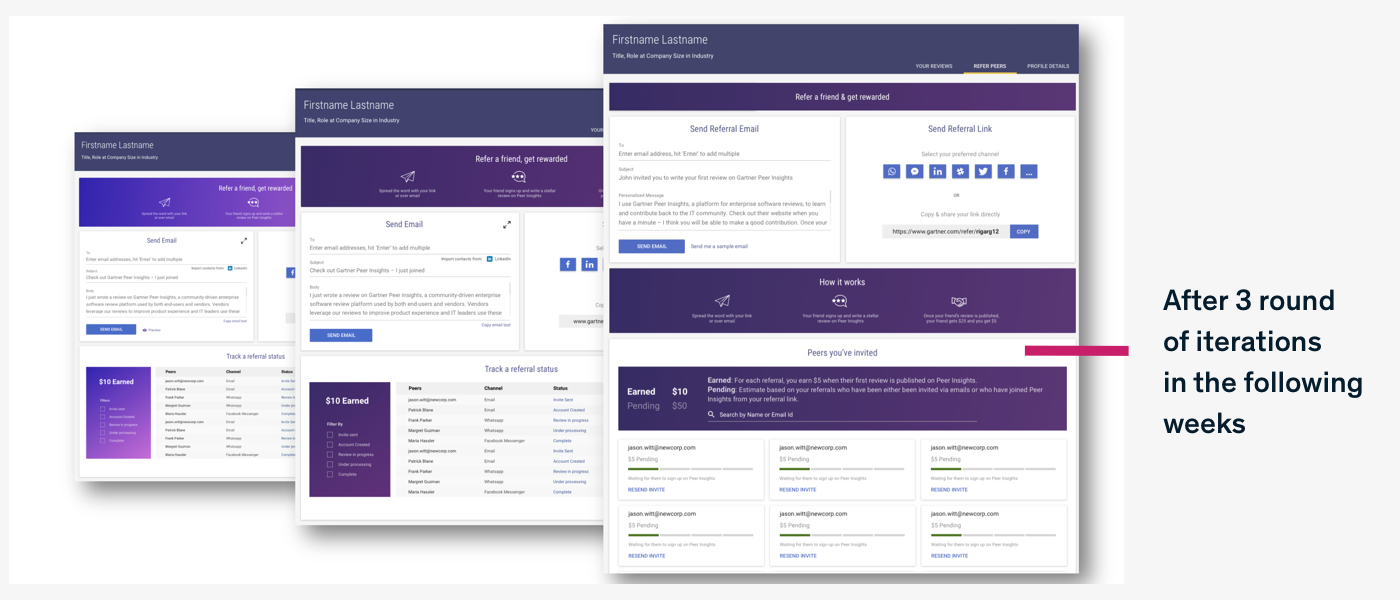 Firstname Lastname
Title, Role at Company Size in Industry
Refer a friend, get rewarded
Spread the word with your link
or over email
Your friend signs up and write a stellar
review on Peer Insights
Send Email
To
Enter email addresses, hit 'Enter' to add multiple
Import contacts from: LinkedIn
Subject
Check out Gartner Peer Insights – I just joined
Body
I just wrote a review on Gartner Peer Insights, a community-driven enterprise
software review platform used by both end-users and vendors. Vendors
leverage our reviews to improve product experience and IT leaders use these
Copy email text
SEND EMAIL Preview
Track a referral status
$10 Earned
Filters
Invite sent
Account Created
Review in progress
Under processing
Complete
Peers Channel Status
jason.witt@newcorp.com Email Invite Sen
Patrick Blane Email Account
Frank Parker Whatsapp Review in
Margret Guzman Whatsapp Under pro
Maria Hassler Facebook Messenger Complete
jason.witt@newcorp.com Email Invite Sen
Patrick Blane Email Account
Frank Parker Whatsapp Review in
Margret Guzman Whatsapp Under pro
Maria Hassler Facebook Messenger Complete
Firstname Lastname
Title, Role at Company Size in Industry
YOUR
Refer a friend, get rewarded
Spread the word with your link
or over email
Your friend signs up and write a stellar
review on Peer Insights
Send Email
To
Enter email addresses, hit 'Enter' to add multiple
Import contacts from: LinkedIn
Subject
Check out Gartner Peer Insights – I just joined
Body
I just wrote a review on Gartner Peer Insights, a community-driven enterprise
software review platform used by both end-users and vendors. Vendors
leverage our reviews to improve product experience and IT leaders use these
Copy email text
SEND EMAIL
Sel
Cop
www.gartne
Track a referral status
$10 Earned
Filter By
Invite sent
Account Created
Review in progress
Under processing
Complete
Peers Channel Status
jason.witt@newcorp.com Email Invite Sent
Patrick Blane Email Account Created
Frank Parker Whatsapp Review in progress
Margret Guzman Whatsapp Under processing
Maria Hassler Facebook Messenger Complete
jason.witt@newcorp.com Email Invite Sent
Patrick Blane Email Account Created
Frank Parker Whatsapp Review in progress
Margret Guzman Whatsapp Under processing
Maria Hassler Facebook Messenger Complete
Firstname Lastname
Title, Role at Company Size in Industry
YOUR REVIEWS REFER PEERS PROFILE DETAILS
Refer a friend & get rewarded
Send Referral Email
To
Enter email address, hit 'Enter' to add multiple
Subject
John invited you to write your first review on Gartner Peer Insights
Personalized Message
I use Gartner Peer Insights, a platform for enterprise software reviews, to learn
and contribute back to the IT community. Check out their website when you
have a minute – I think you will be able to make a good contribution. Once your
SEND EMAIL Send me a sample email
Send Referral Link
Select your preferred channel
OR
Copy & share your link directly
https://www.gartner.com/refer/rigarg12 COPY
How it works
Spread the word with your link
or over email
Your friend signs up and write a stellar
review on Peer Insights
Once your friend's review is published,
your friend gets $25 and you get $5
Peers you've invited
Earned $10
Pending $50
Earned: For each referral, you earn $5 when their first review is published on Peer Insights.
Pending: Estimate based on your referrals who have been either been invited via emails or who have joined Peer
Insights from your referral link.
Search by Name or Email Id
jason.witt@newcorp.com jason.witt@newcorp.com jason.witt@newcorp.com
$5 Pending $5 Pending $5 Pending
Waiting for them to sign up on Peer Insights Waiting for them to sign up on Peer Insights Waiting for them to sign up on Peer Insights
RESEND INVITE RESEND INVITE RESEND INVITE
jason.witt@newcorp.com jason.witt@newcorp.com jason.witt@newcorp.com
$5 Pending $5 Pending $5 Pending
Waiting for them to sign up on Peer Insights Waiting for them to sign up on Peer Insights Waiting for them to sign up on Peer Insights
RESEND INVITE RESEND INVITE RESEND INVITE
After 3 round
of iterations
in the following
weeks